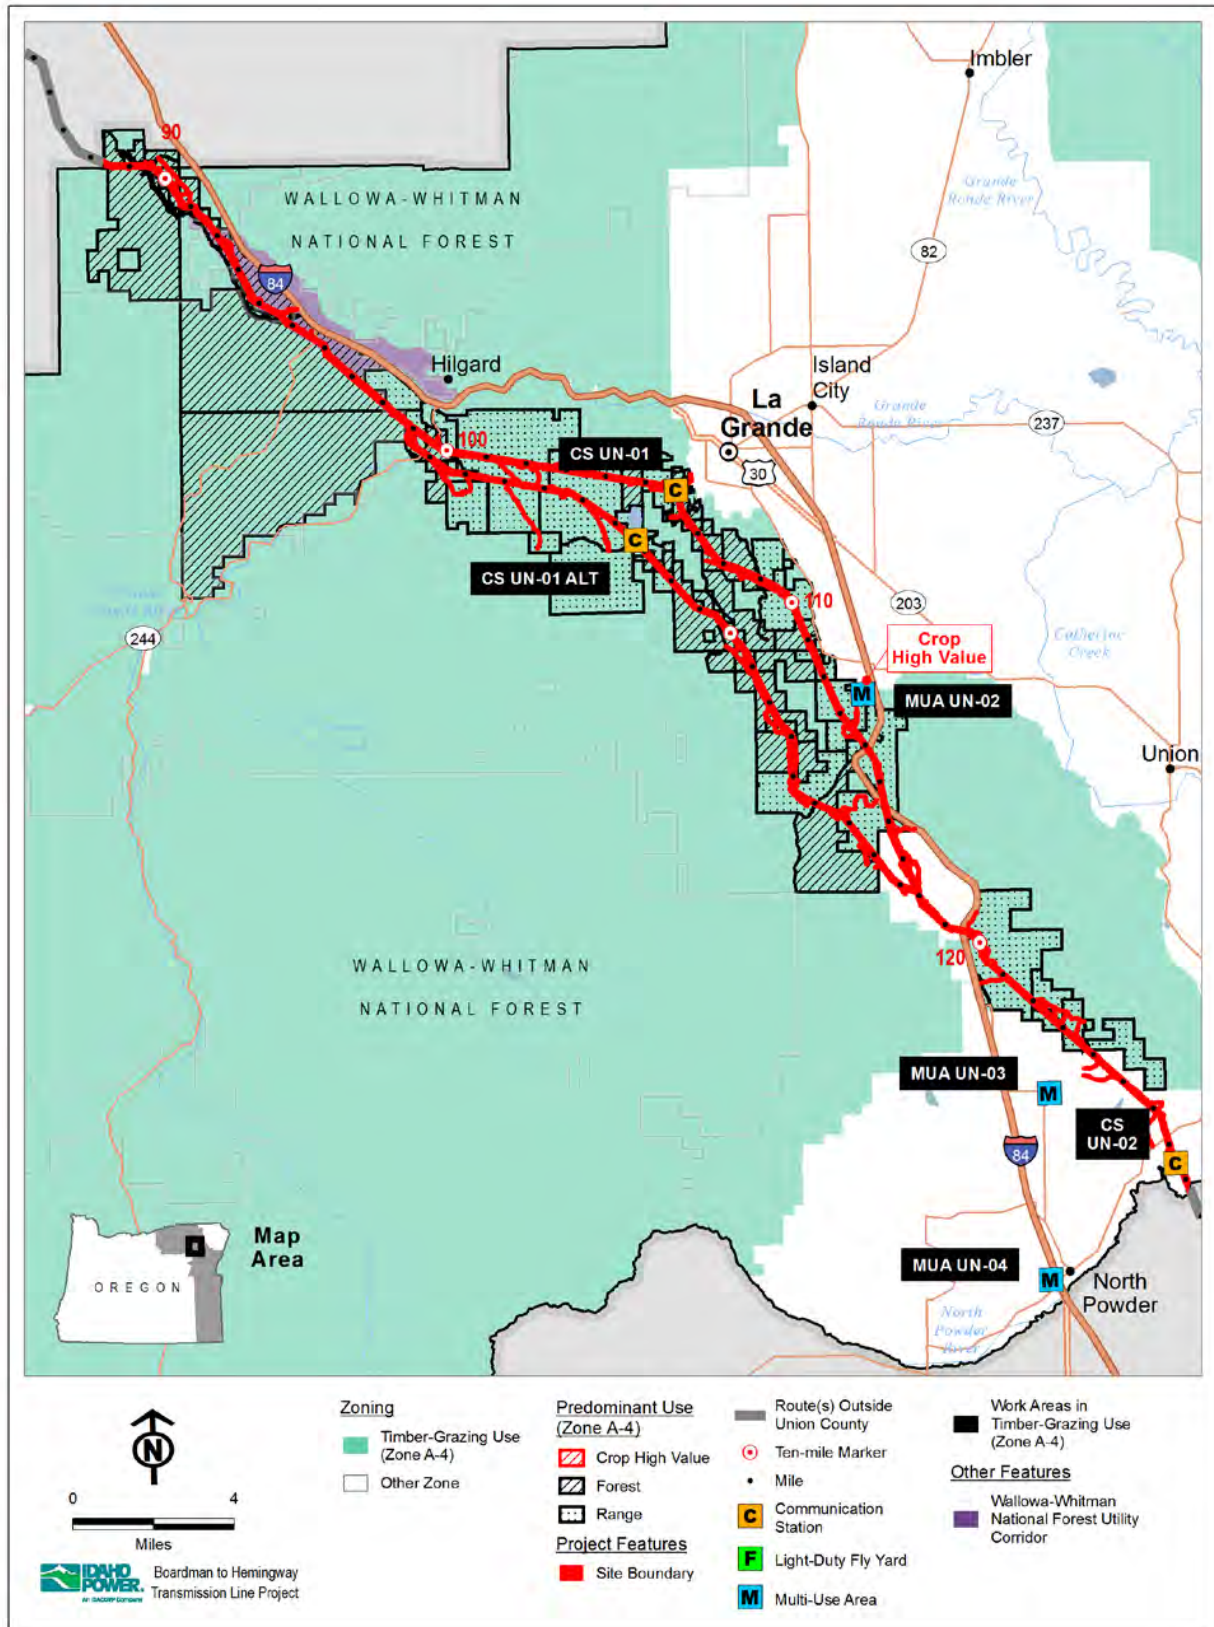 Imbler
90
WALLOWA-WHITMAN
NATIONAL FOREST
Grande
Ronde River
82
84
Hilgard
Island
City
La
Grande
Grande
Ronde River
237
100
CS UN-01
30
CS UN-01 ALT
110
203
244
Crop
High Value
Catherine
Creek
M
MUA UN-02
Union
C
C
WALLOWA-WHITMAN
NATIONAL FOREST
120
MUA UN-03
M
CS
UN-02
84
C
Map
Area
OREGON
MUA UN-04
M
North
Powder
North
Powder
River
N
0 4
Miles
IDAHO
POWER.
An IDACORP Company
Boardman to Hemingway
Transmission Line Project
Zoning
Timber-Grazing Use
(Zone A-4)
Other Zone
Predominant Use
(Zone A-4)
Crop High Value
Forest
Range
Project Features
Site Boundary
Route(s) Outside
Union County
Ten-mile Marker
Mile
C Communication
Station
F Light-Duty Fly Yard
M Multi-Use Area
Work Areas in
Timber-Grazing Use
(Zone A-4)
Other Features
Wallowa-Whitman
National Forest Utility
Corridor